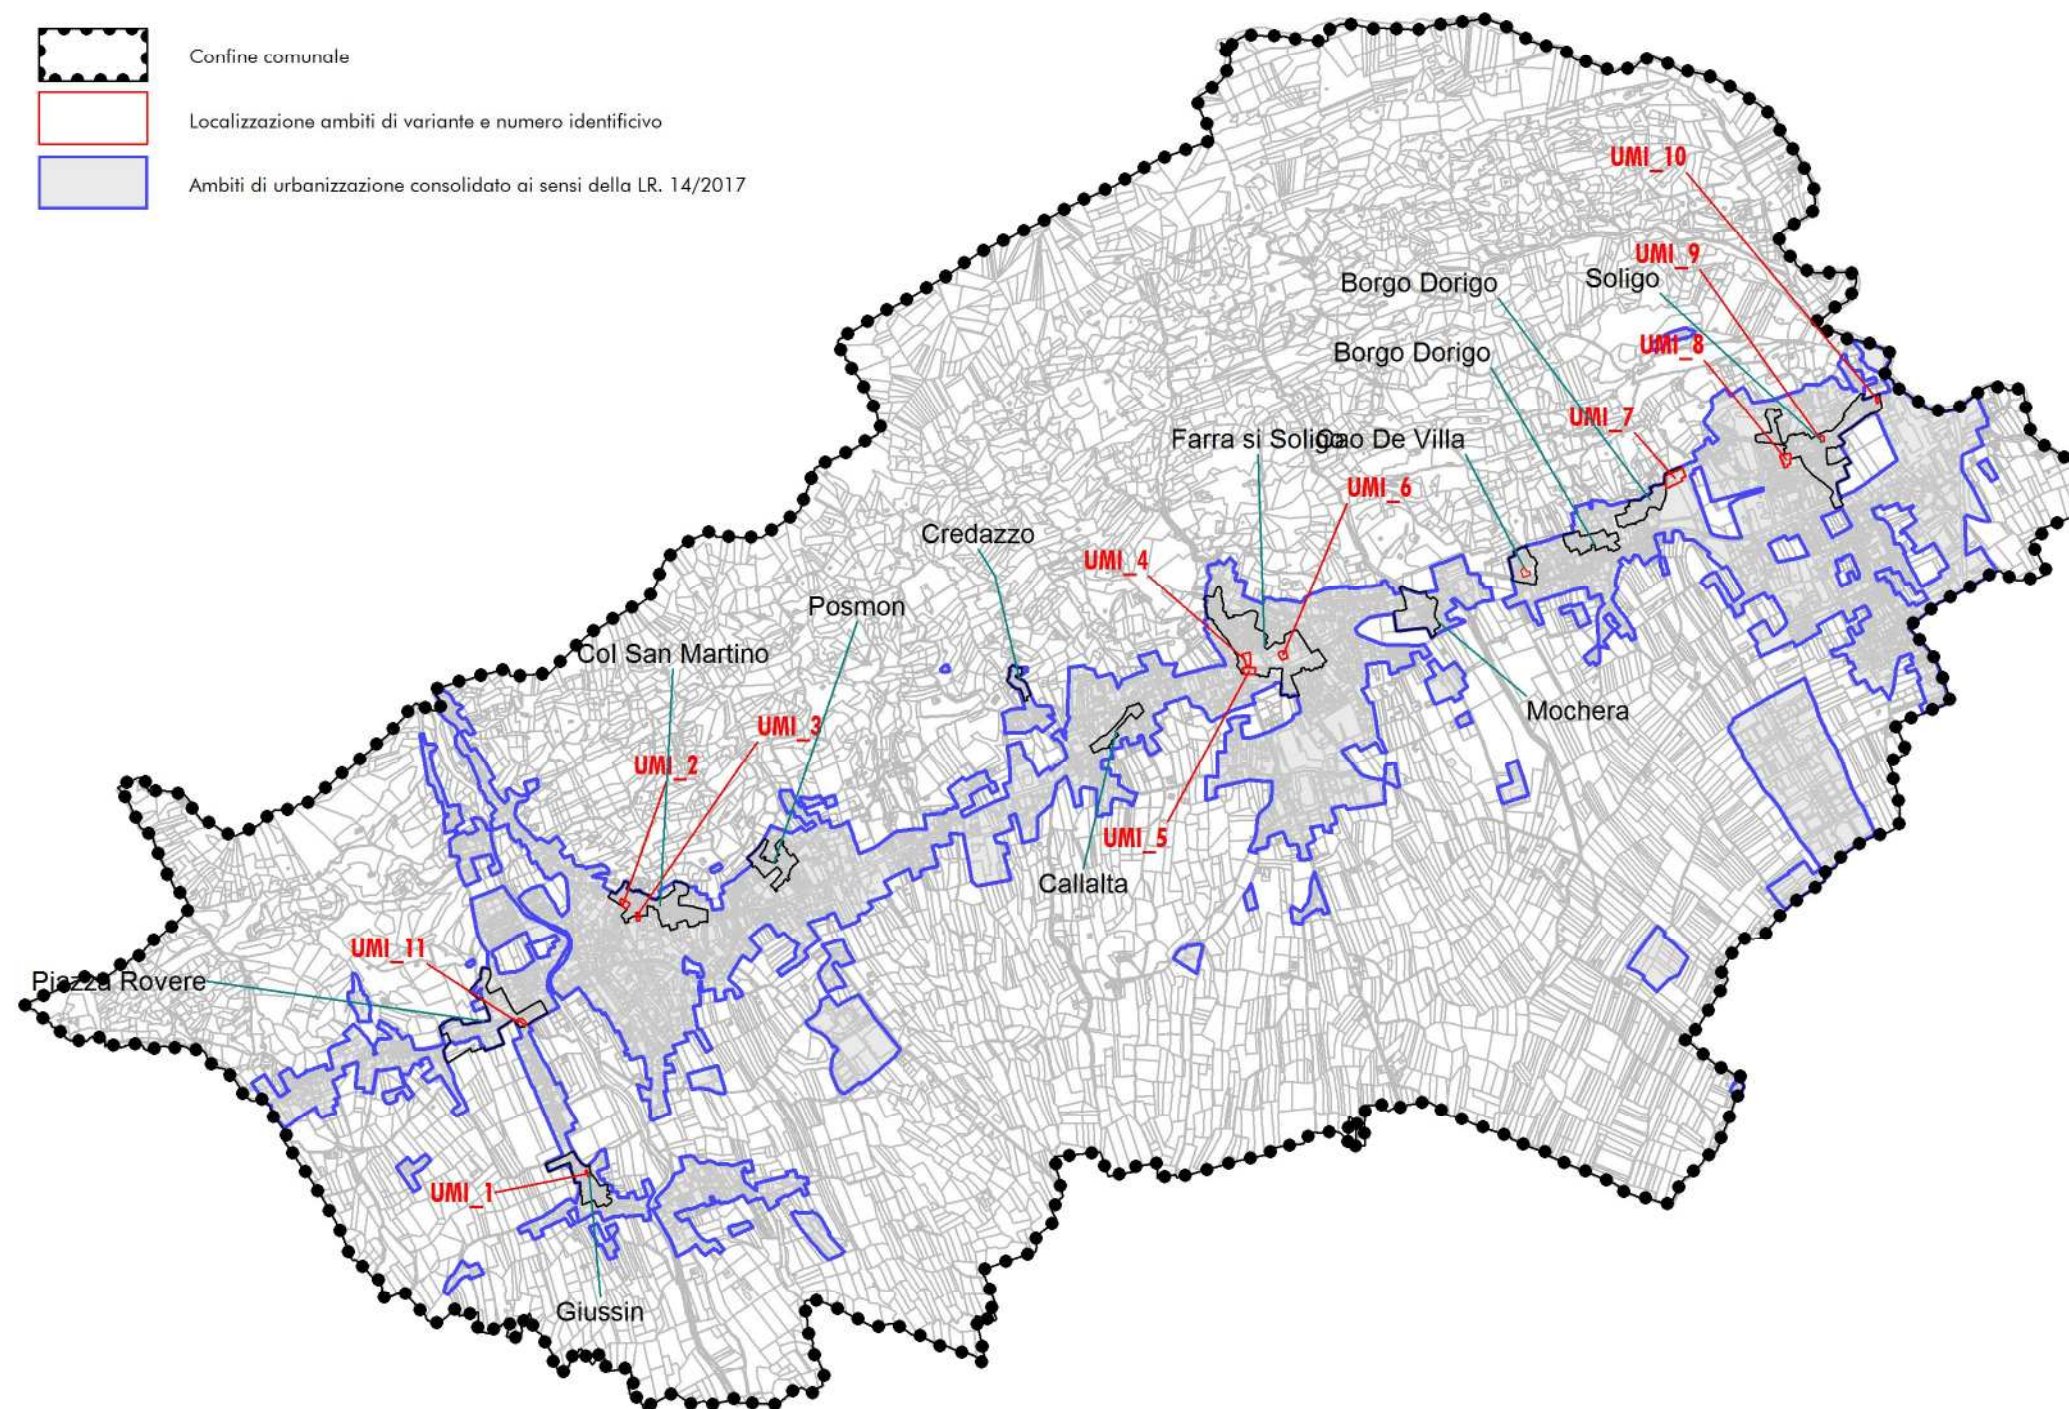 Confine comunale
Localizzazione ambiti di variante e numero identificivo
Ambiti di urbanizzazione consolidato ai sensi della LR. 14/2017
UMI_10
UMI_9
Soligo
Borgo Dorigo
UMI_8
Borgo Dorigo
UMI_7
Farra si Soligo
Cao De Villa
UMI_6
Credazzo
UMI_4
Posmon
Col San Martino
Mochera
UMI_3
UMI_2
UMI_5
Callalta
UMI_11
Piazza Rovere
UMI_1
Giussin